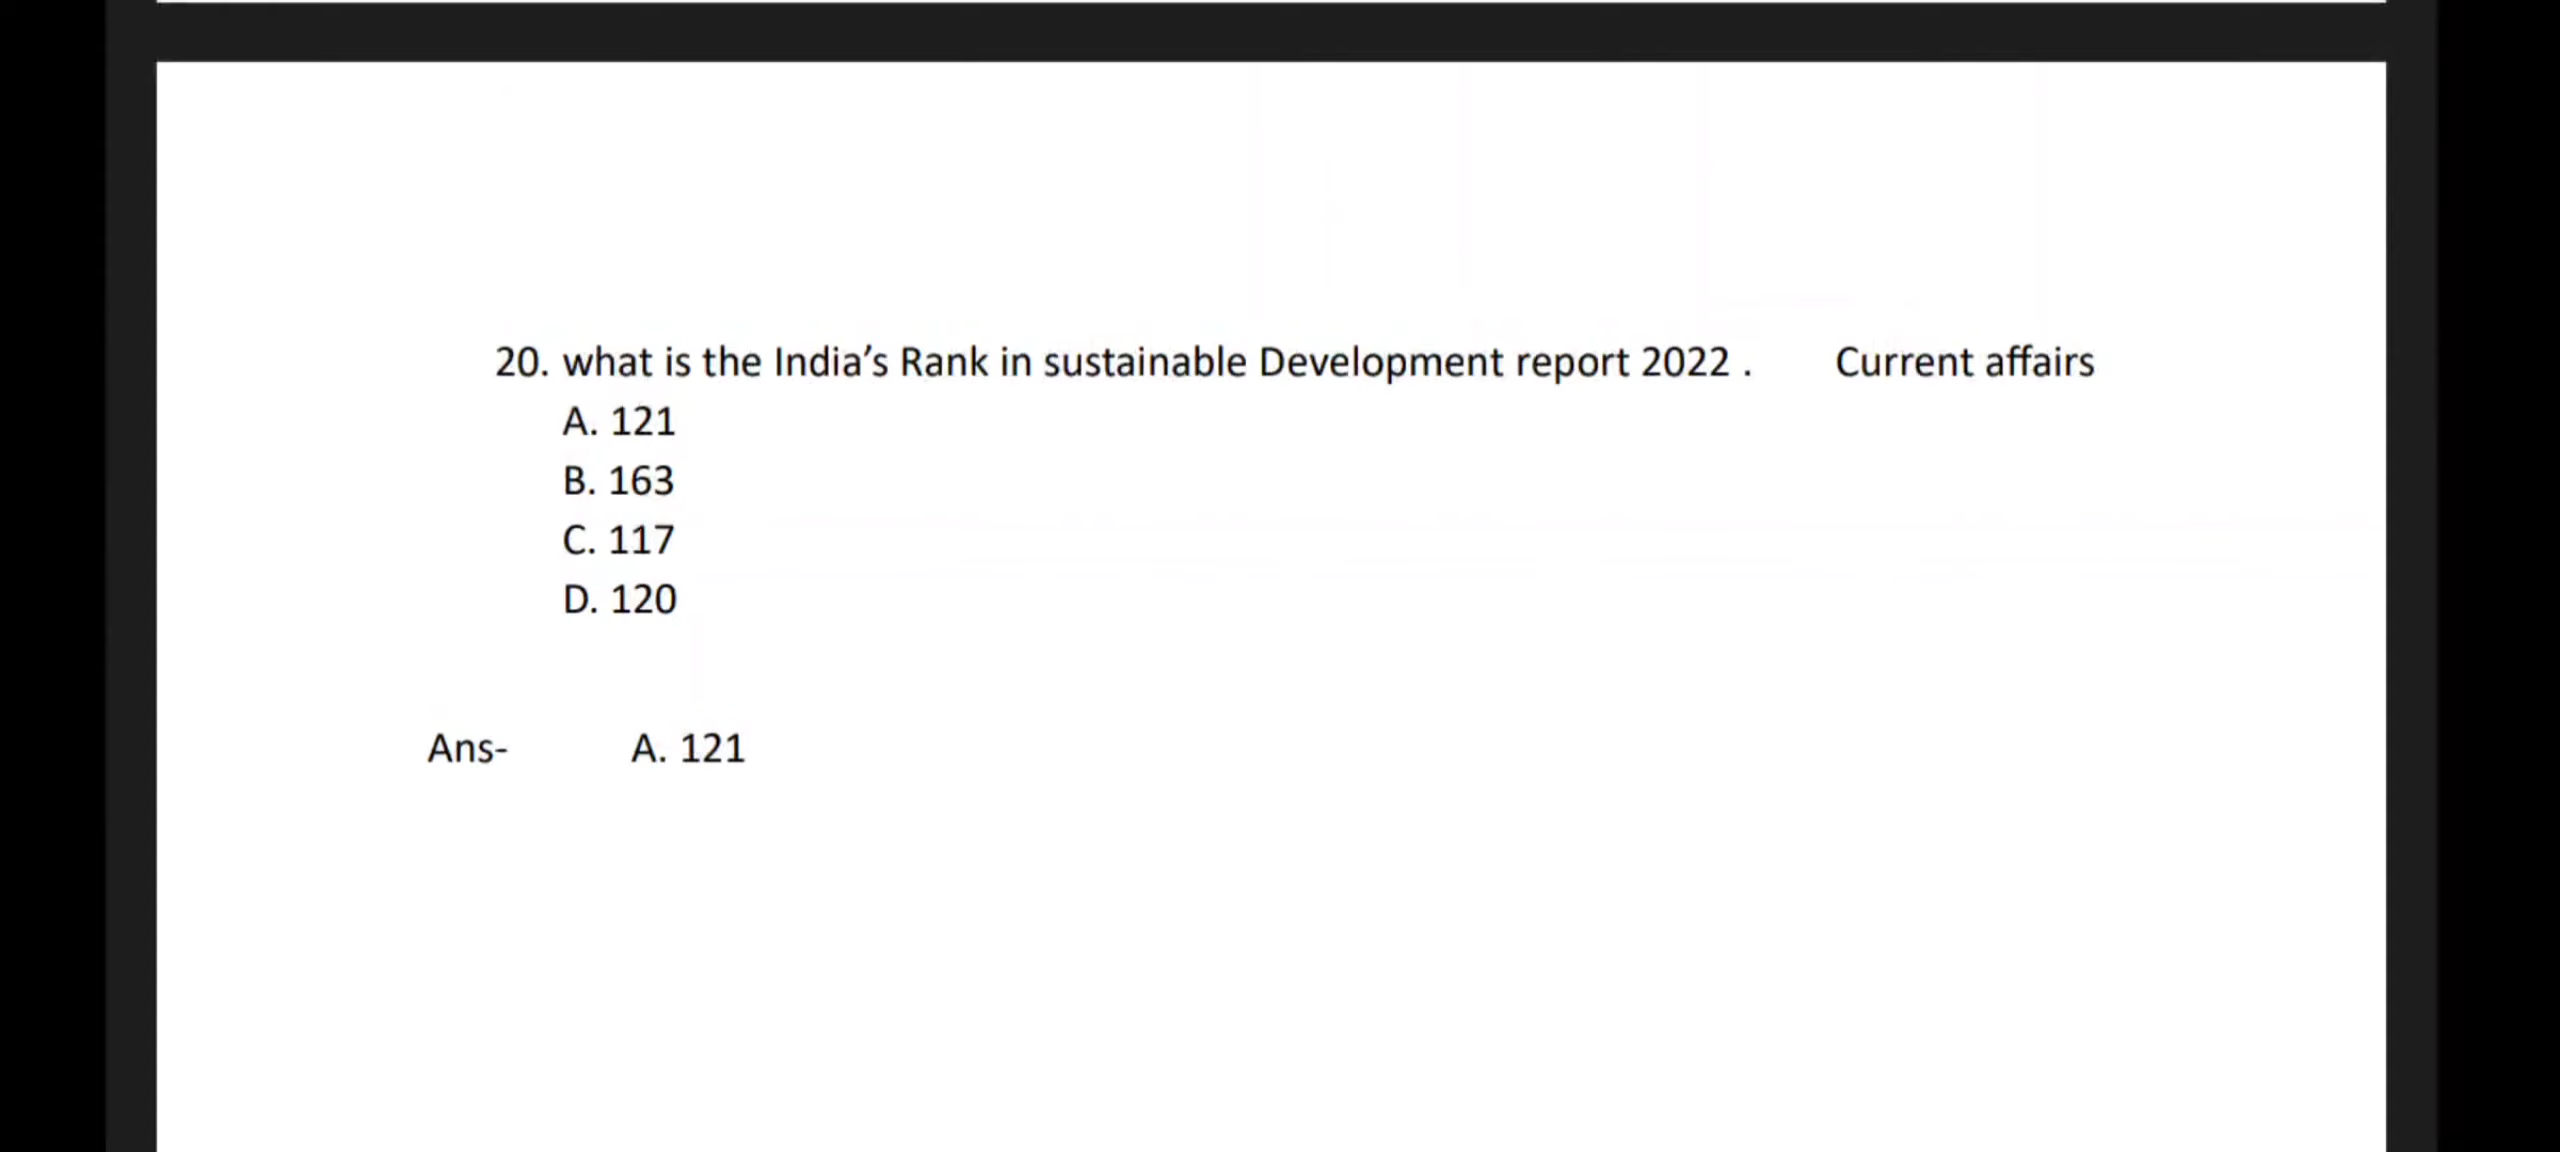 20. what is the India’s Rank in sustainable Development report 2022 . Current affairs
A. 121
B. 163
C. 117
D. 120
Ans- A. 121